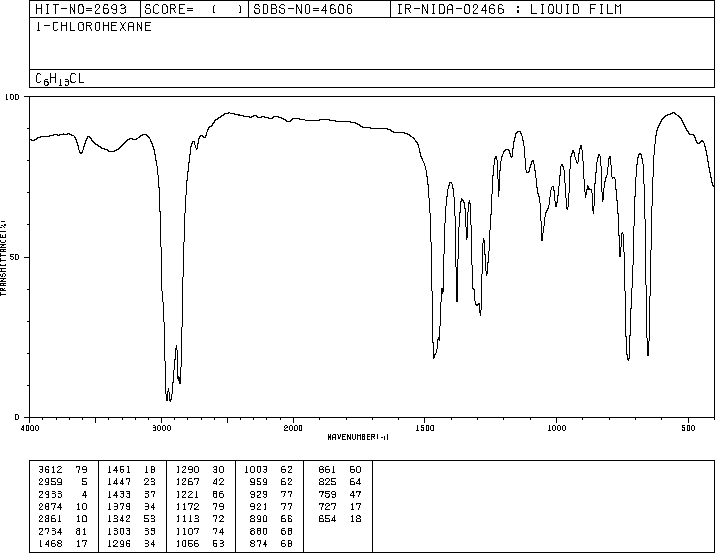 HIT-NO=2693 SCORE= ( ) SDBS-NO=4606 IR-NIDA-02466 : LIQUID FILM
1-CHLOROHEXANE
C6H13CL
100
50
0
TRANSMITTANCE(%)
4000 3000 2000 1500 1000 500
WAVENUMBER(-1)
3612 79 1461 18 1290 30 1003 62 861 60
2959 5 1447 23 1267 42 959 62 825 64
2933 4 1433 37 1221 66 929 77 759 47
2874 10 1379 34 1172 79 921 77 727 17
2861 10 1342 53 1113 72 890 66 654 18
2734 81 1303 33 1107 74 880 68
1468 17 1296 34 1056 53 874 68